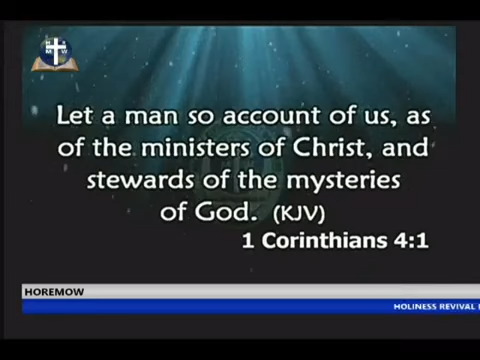 Let a man so account of us, as
of the ministers of Christ, and
stewards of the mysteries
of God. (KJV)
1 Corinthians 4:1
HOREMOW
HOLINESS REVIVAL